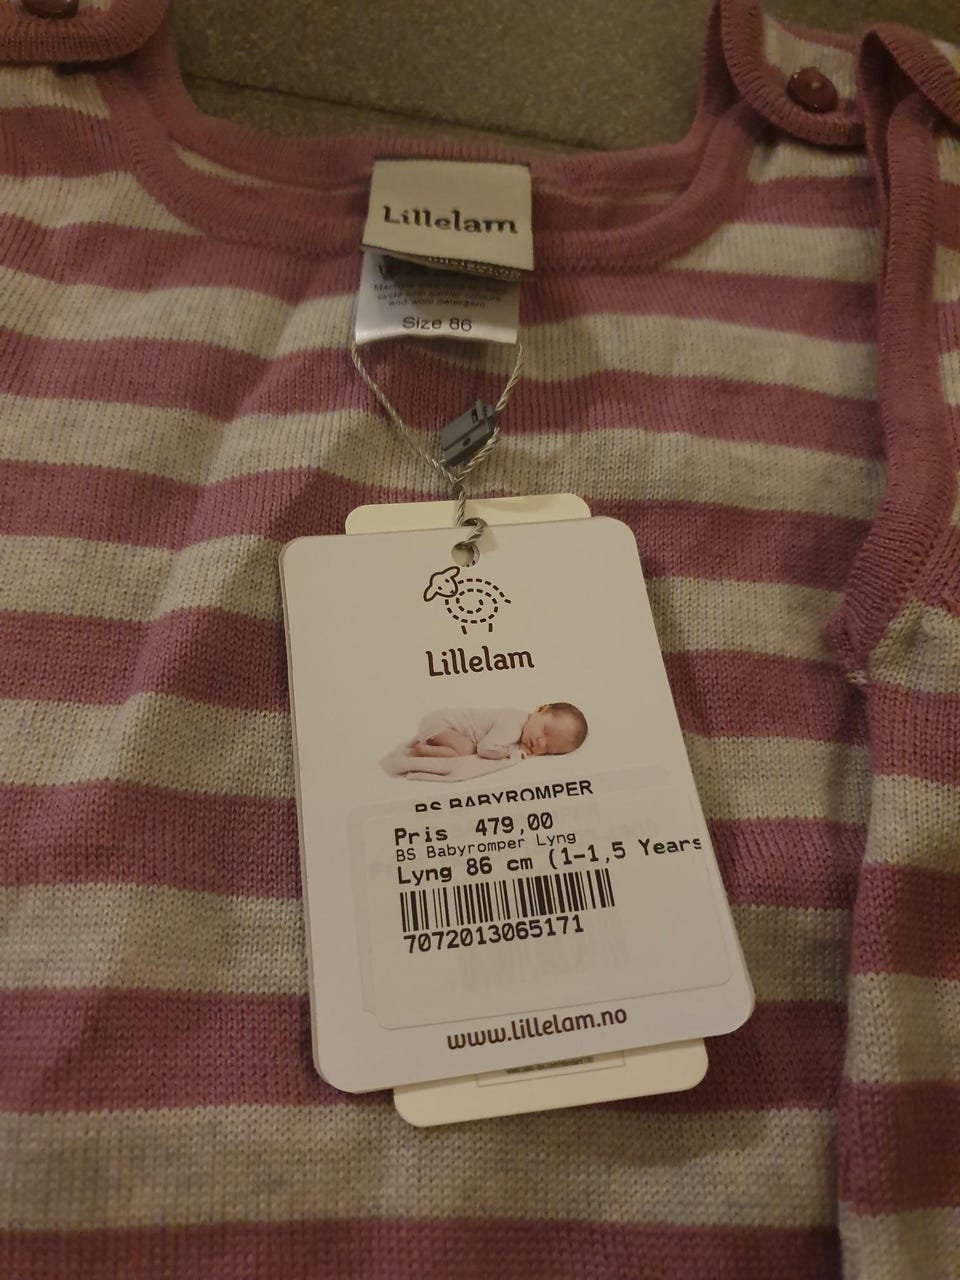 Lillelam
Size 86
Lillelam
BS BABYROMPER
Pris 479,00
BS Babyromper Lyng
Lyng 86 cm (1-1,5 Years
7072013065171
www.lillelam.no